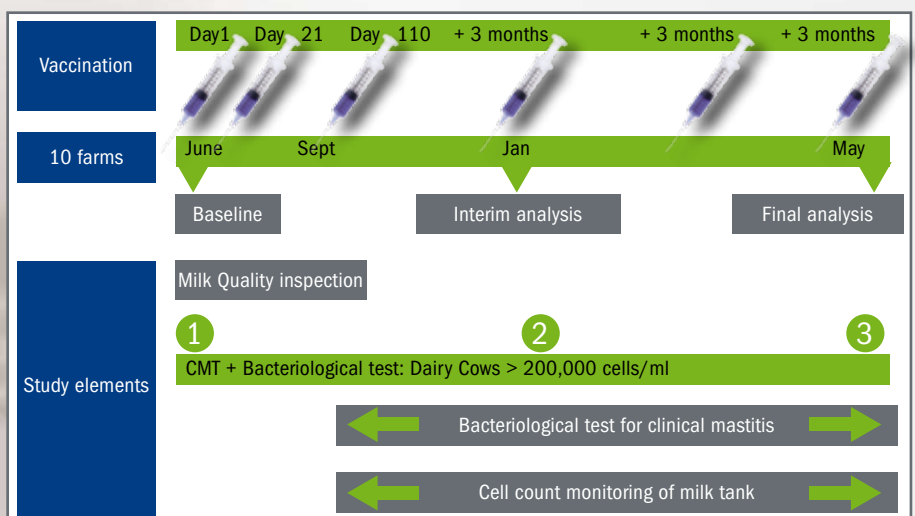 Vaccination
Day1 Day 21 Day 110 + 3 months + 3 months + 3 months
10 farms
June Sept Jan May
Baseline Interim analysis Final analysis
Study elements
Milk Quality inspection
1 2 3
CMT + Bacteriological test: Dairy Cows > 200,000 cells/ml
Bacteriological test for clinical mastitis
Cell count monitoring of milk tank